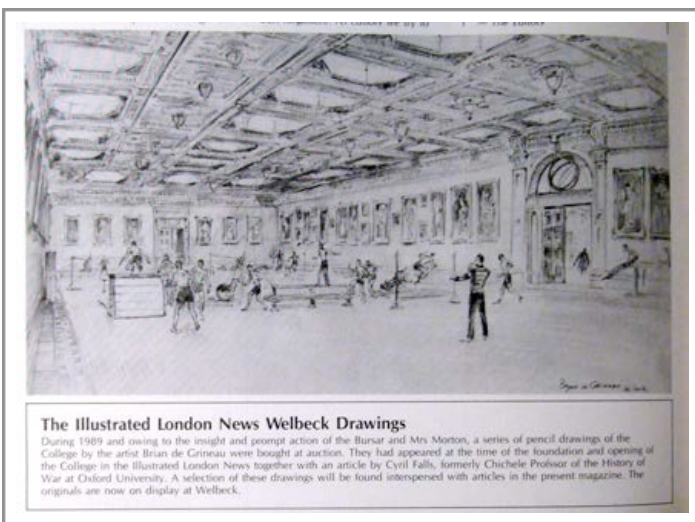 The Editors
Bryan de Grineau
The Illustrated London News Welbeck Drawings
During 1989 and owing to the insight and prompt action of the Bursar and Mrs Morton, a series of pencil drawings of the
College by the artist Brian de Grineau were bought at auction. They had appeared at the time of the foundation and opening of
the College in the Illustrated London News together with an article by Cyril Falls, formerly Chichele Professor of the History of
War at Oxford University. A selection of these drawings will be found interspersed with articles in the present magazine. The
originals are now on display at Welbeck.